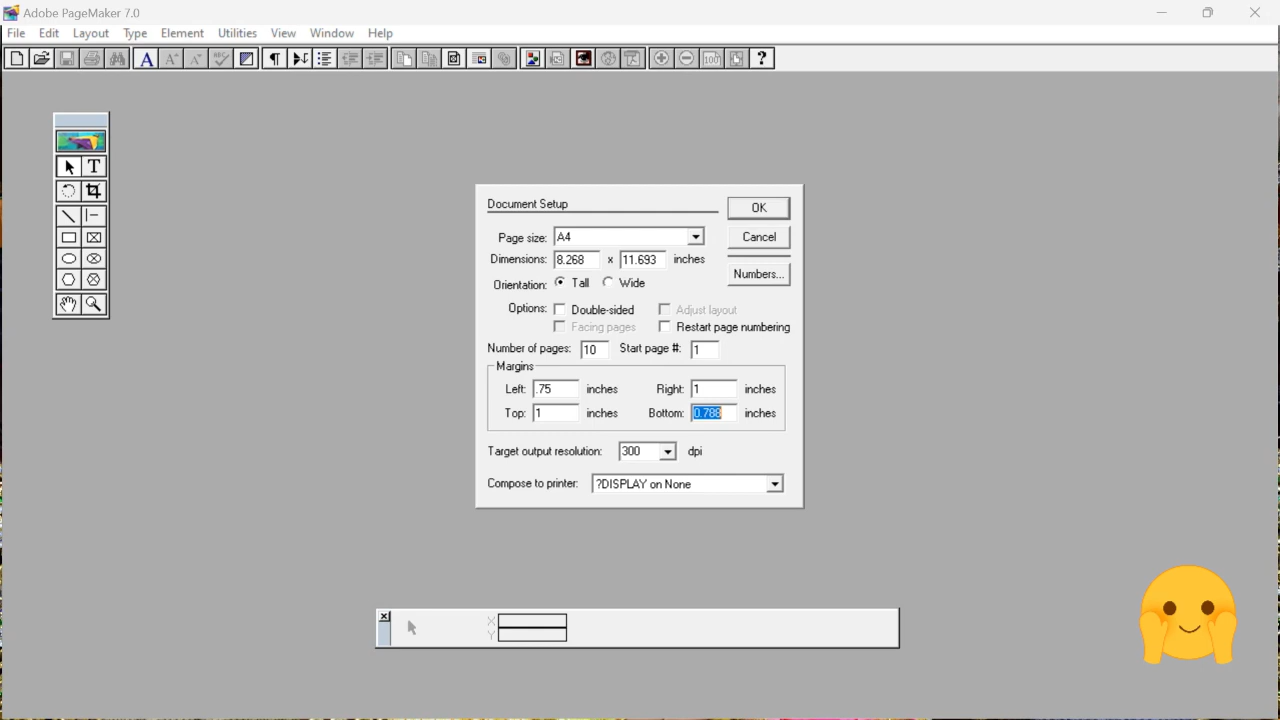 Adobe PageMaker 7.0
File Edit Layout Type Element Utilities View Window Help
A A A ABC ¶ 100 ?
T
Document Setup OK
Page size: A4 Cancel
Dimensions: 8.268 x 11.693 inches
Numbers...
Orientation: Tall Wide
Options: Double-sided Adjust layout
Facing pages Restart page numbering
Number of pages: 10 Start page #: 1
Margins
Left: .75 inches Right: 1 inches
Top: 1 inches Bottom: 0.788 inches
Target output resolution: 300 dpi
Compose to printer: ?DISPLAY on None
X
Y